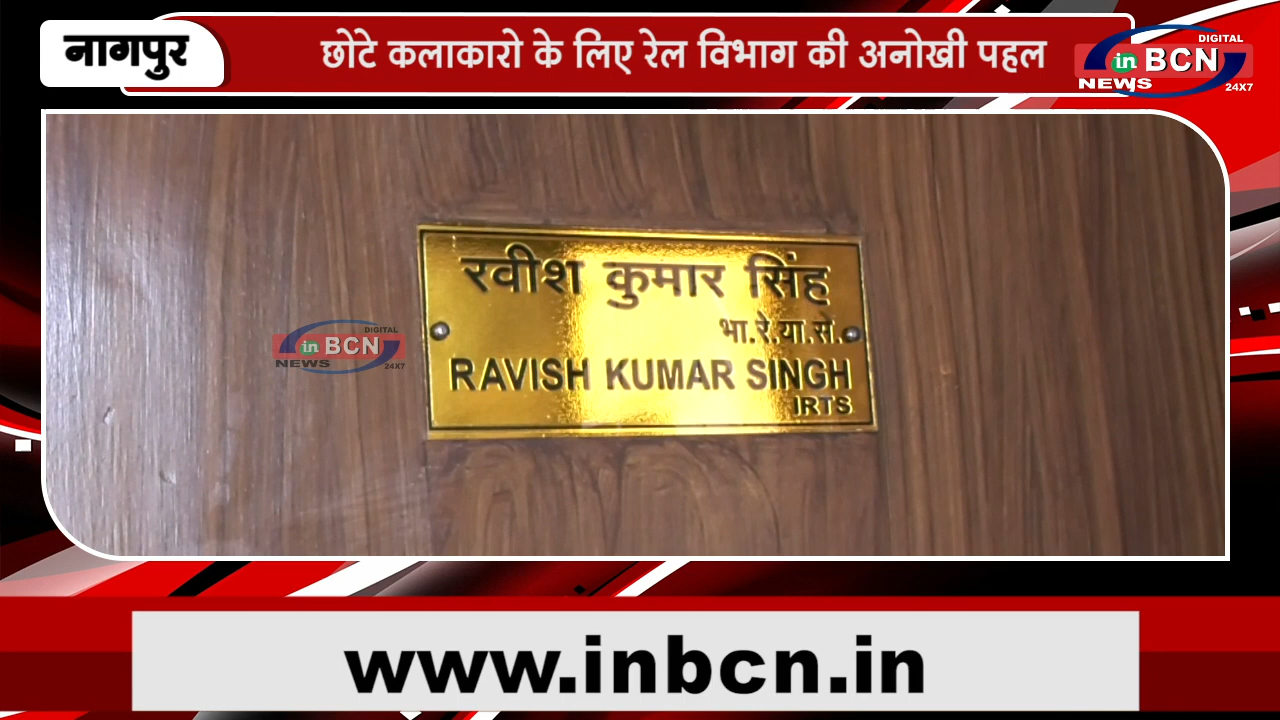 नागपुर
छोटे कलाकारो के लिए रेल विभाग की अनोखी पहल
DIGITAL
in BCN
NEWS 24X7
रवीश कुमार सिंह
भा.रे.या.से.
RAVISH KUMAR SINGH
IRTS
DIGITAL
in BCN
NEWS 24X7
www.inbcn.in